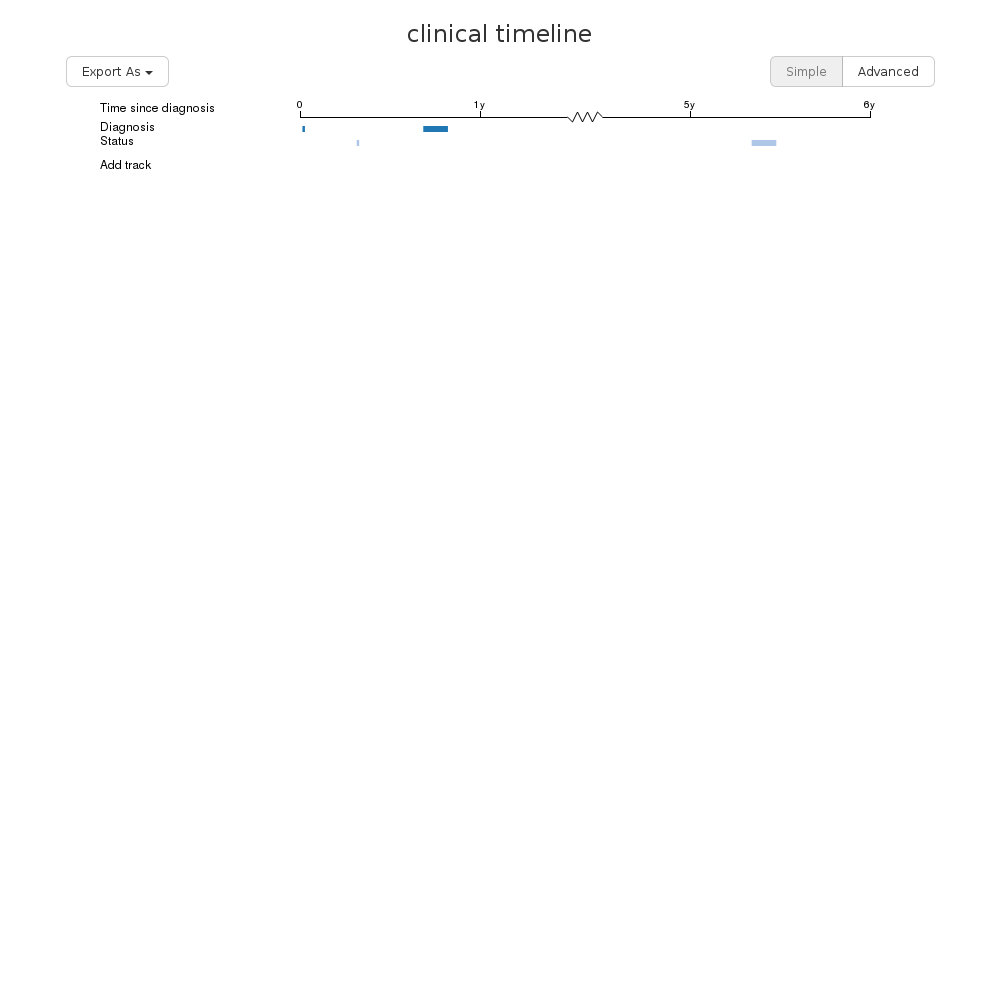 clinical timeline
Export As
Simple Advanced
Time since diagnosis 0 1y 5y 6y
Diagnosis
Status
Add track